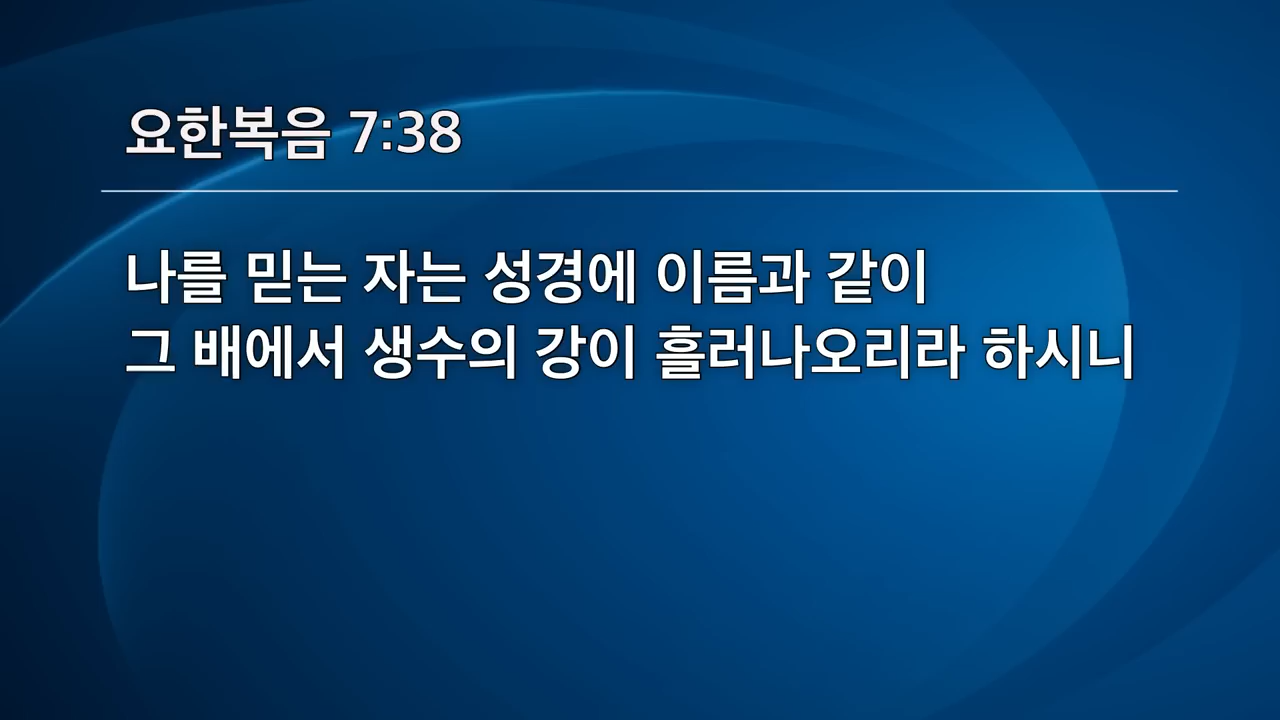 요한복음 7:38
나를 믿는 자는 성경에 이름과 같이
그 배에서 생수의 강이 흘러나오리라 하시니